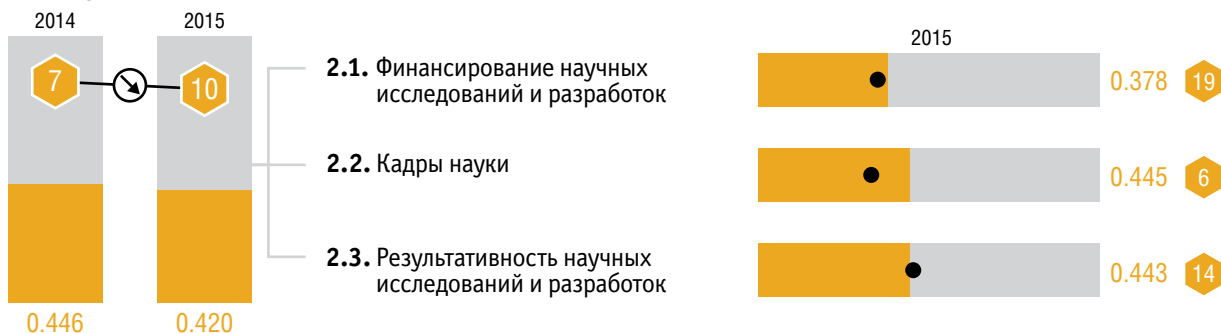 2014
2015
7
10
0.446
0.420
2.1. Финансирование научных
исследований и разработок
2.2. Кадры науки
2.3. Результативность научных
исследований и разработок
2015
0.378
19
0.445
6
0.443
14